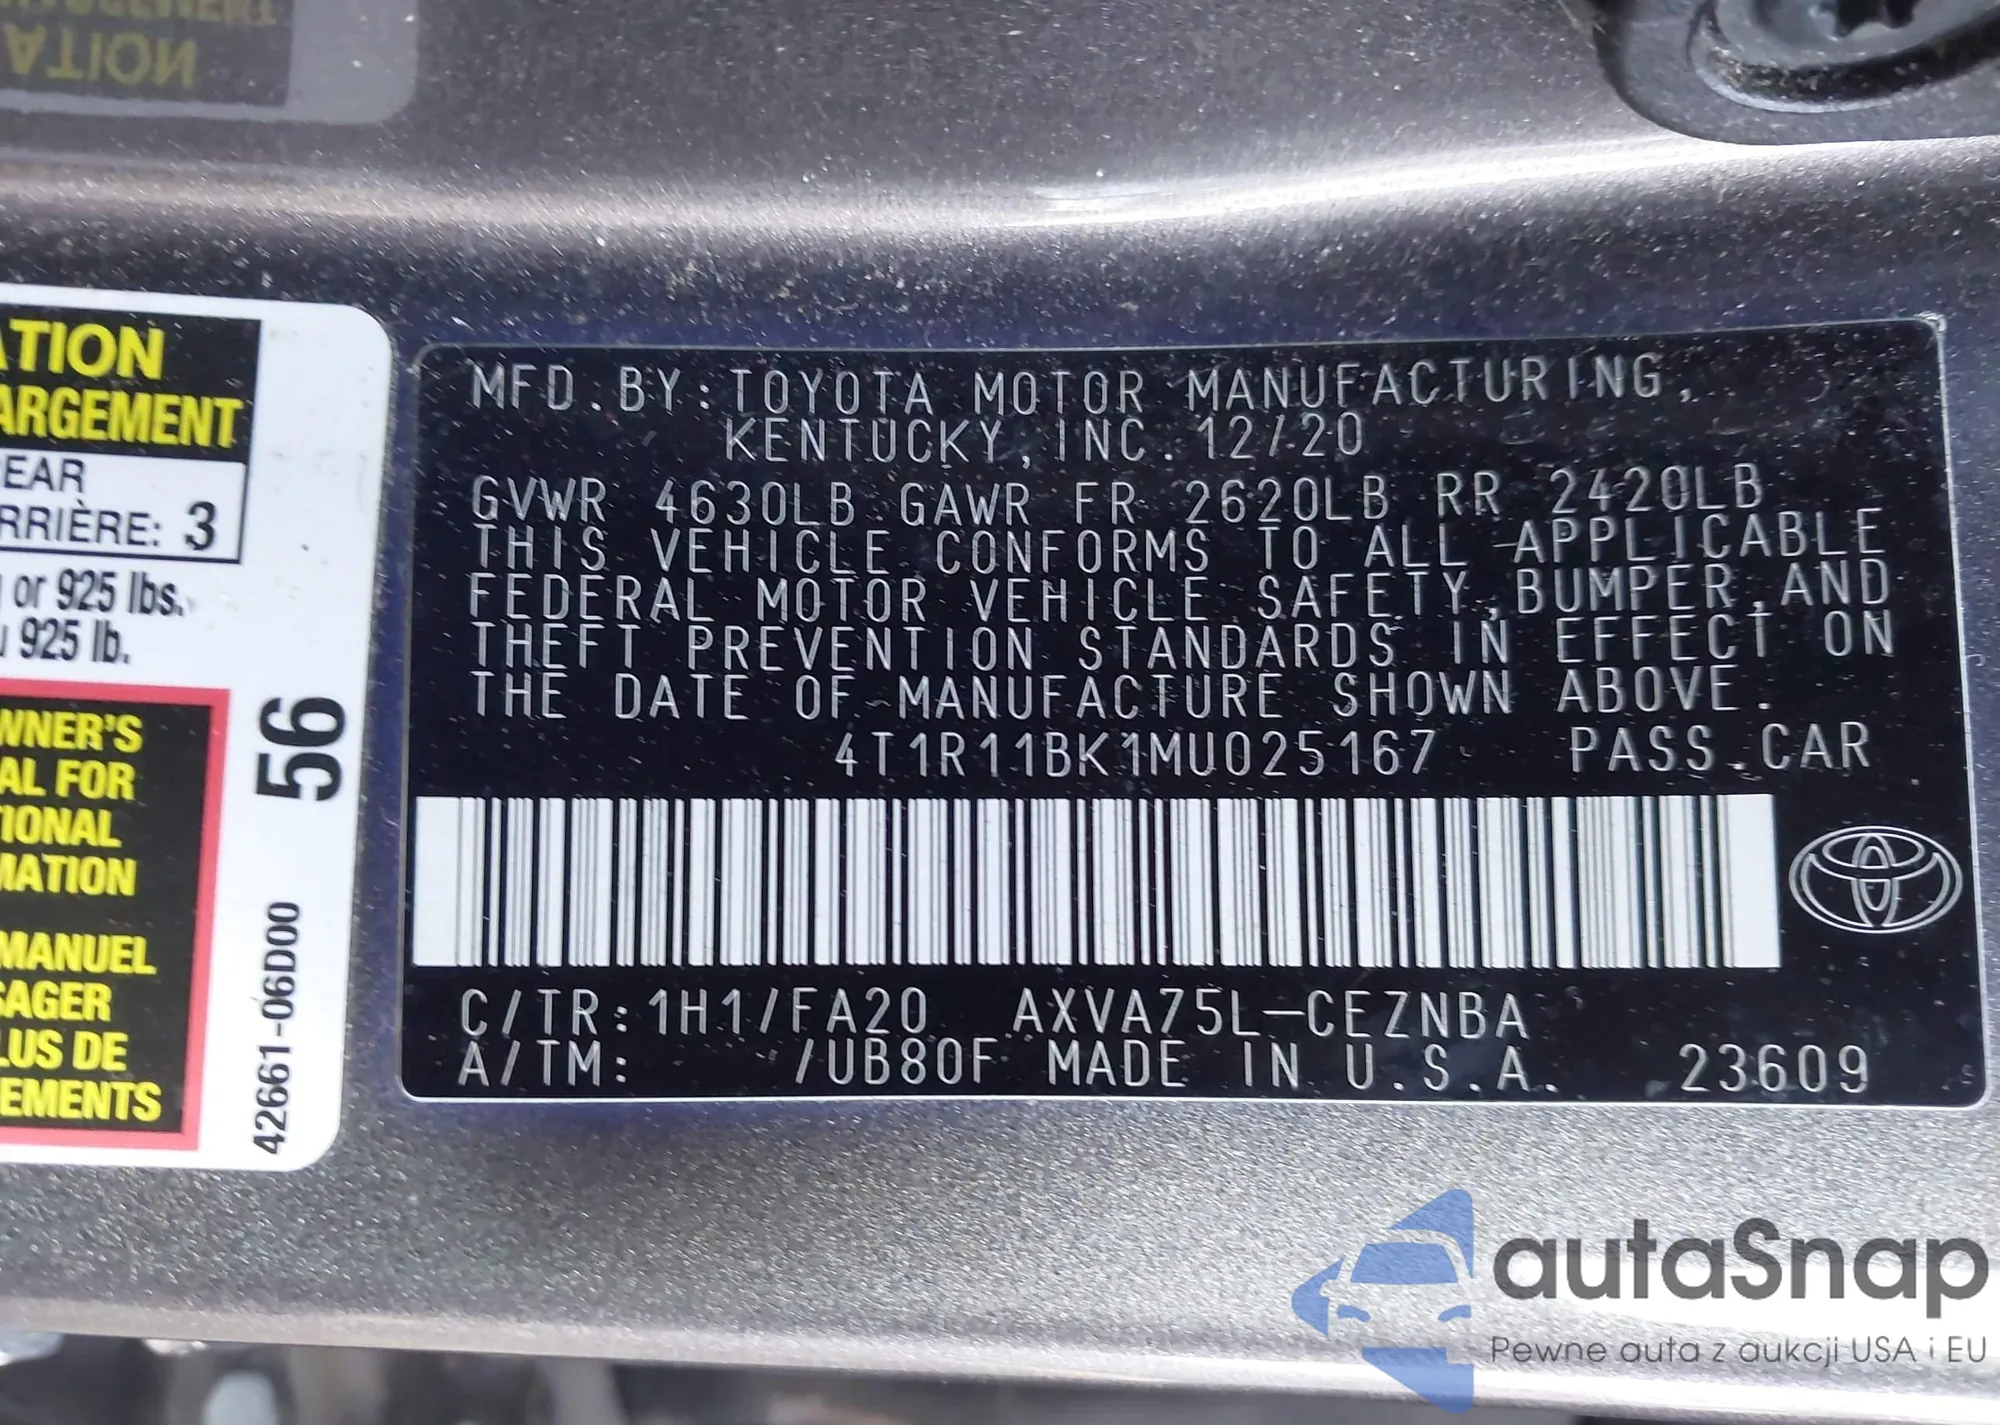 ATION
ATION
ARGEMENT
REAR
RRIÈRE: 3
or 925 lbs.
925 lb.
WNER'S
AL FOR
TIONAL
MATION
MANUEL
SAGER
LUS DE
EMENTS
56
42661-06D00
MFD.BY:TOYOTA MOTOR MANUFACTURING,
KENTUCKY,INC.12/20
GVWR 4630LB GAWR FR 2620LB RR 2420LB
THIS VEHICLE CONFORMS TO ALL APPLICABLE
FEDERAL MOTOR VEHICLE SAFETY,BUMPER,AND
THEFT PREVENTION STANDARDS IN EFFECT ON
THE DATE OF MANUFACTURE SHOWN ABOVE.
4T1R11BK1MU025167 PASS.CAR
C/TR:1H1/FA20 AXVA75L-CEZNBA
A/TM: /UB80F MADE IN U.S.A. 23609
autaSnap
Pewne auta z aukcji USA i EU